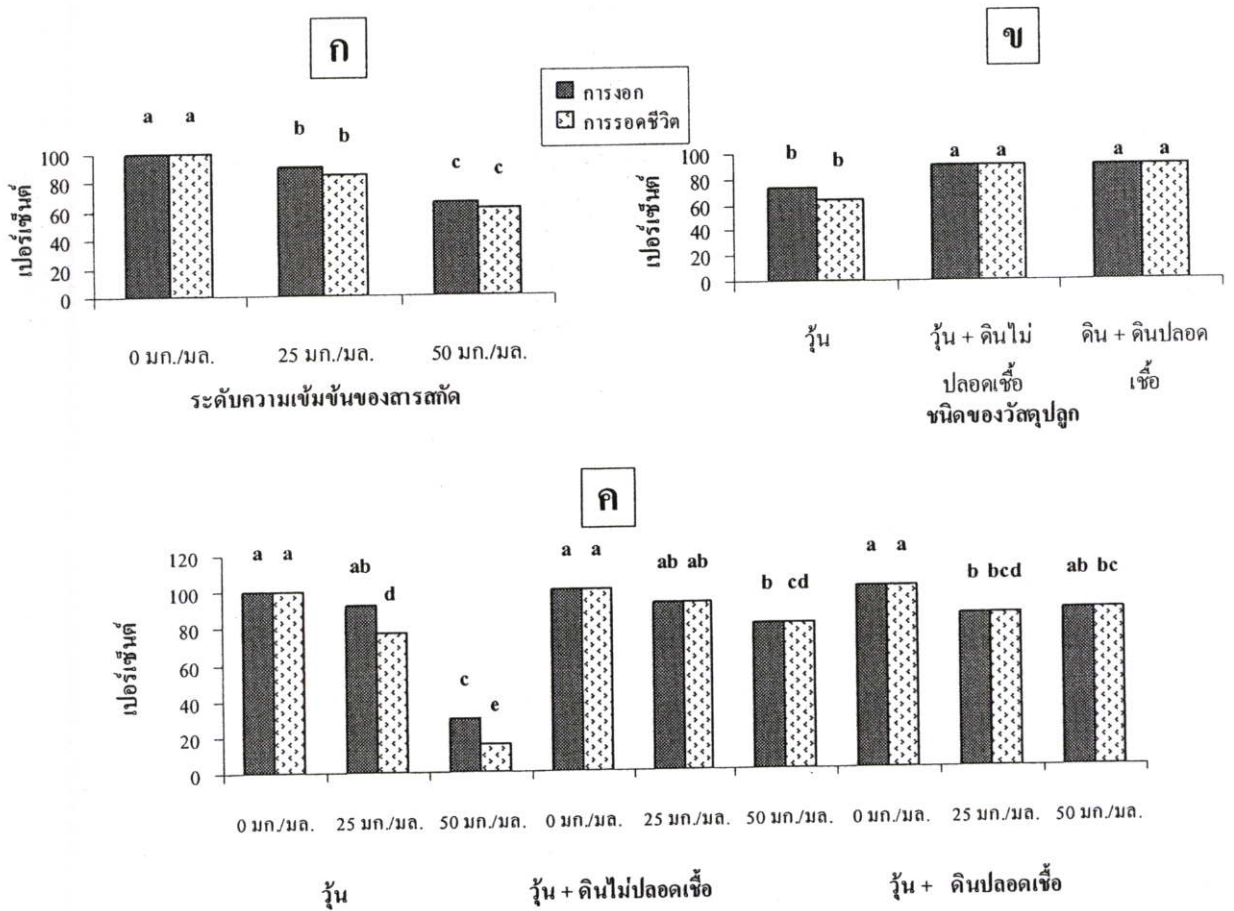 ก
ข
การงอก
การรอดชีวิต
a a
b b
c c
b b
a a
a a
100
80
60
40
20
0
เปอร์เซ็นต์
0 มก./มล. 25 มก./มล. 50 มก./มล.
ระดับความเข้มข้นของสารสกัด
100
80
60
40
20
0
เปอร์เซ็นต์
วุ้น
วุ้น + ดินไม่
ปลอดเชื้อ
ดิน + ดินปลอด
เชื้อ
ชนิดของวัสดุปลูก
ค
a a ab d c e a a ab ab b cd a a b bcd ab bc
120
100
80
60
40
20
0
เปอร์เซ็นต์
0 มก./มล. 25 มก./มล. 50 มก./มล. 0 มก./มล. 25 มก./มล. 50 มก./มล. 0 มก./มล. 25 มก./มล. 50 มก./มล.
วุ้น วุ้น + ดินไม่ปลอดเชื้อ วุ้น + ดินปลอดเชื้อ